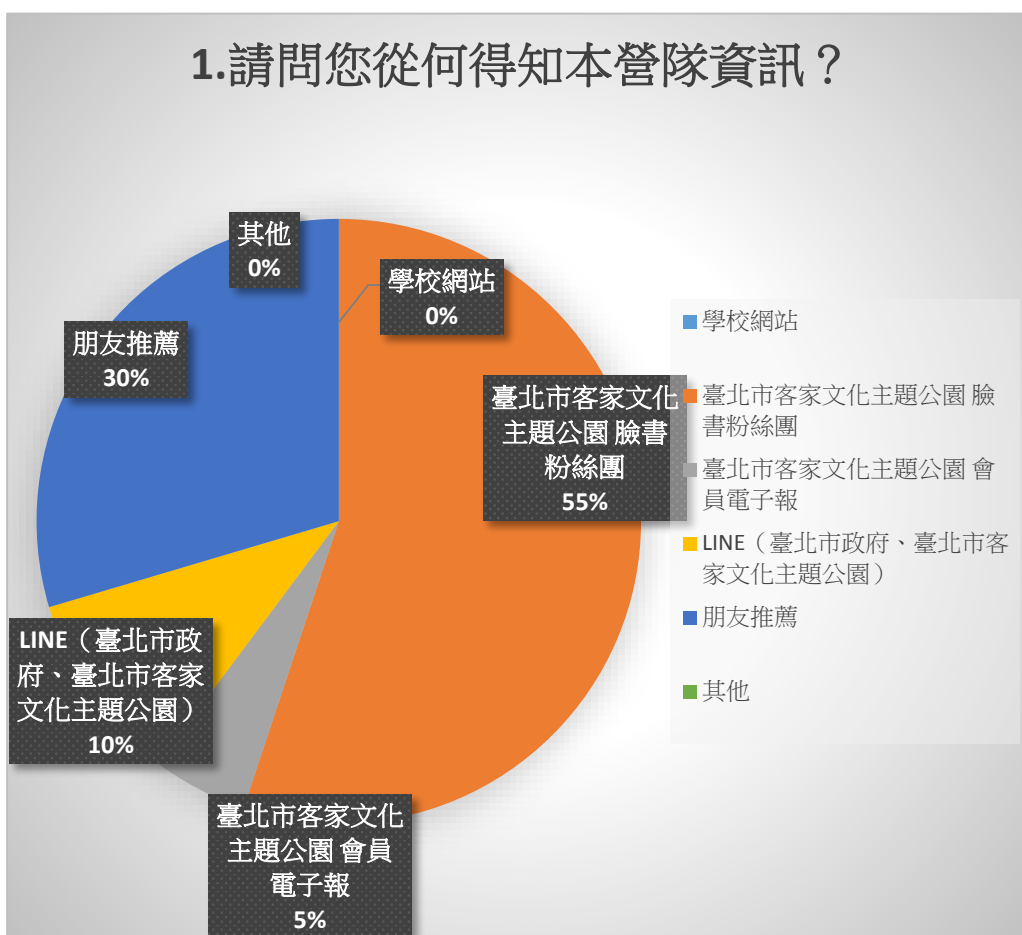 1.請問您從何得知本營隊資訊？
其他
0%
學校網站
0%
朋友推薦
30%
臺北市客家文化
主題公園 臉書
粉絲團
55%
LINE（臺北市政
府、臺北市客家
文化主題公園）
10%
臺北市客家文化
主題公園 會員
電子報
5%
學校網站
臺北市客家文化主題公園 臉
書粉絲團
臺北市客家文化主題公園 會
員電子報
LINE（臺北市政府、臺北市客
家文化主題公園）
朋友推薦
其他